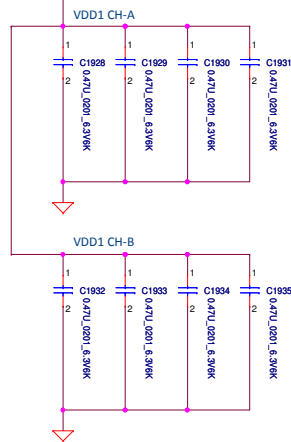 VDD1 CH-A
1 1 1 1
C1928 C1929 C1930 C1931
2 2 2 2
0.47U_0201_6.3V6K 0.47U_0201_6.3V6K 0.47U_0201_6.3V6K 0.47U_0201_6.3V6K
VDD1 CH-B
1 1 1 1
C1932 C1933 C1934 C1935
2 2 2 2
0.47U_0201_6.3V6K 0.47U_0201_6.3V6K 0.47U_0201_6.3V6K 0.47U_0201_6.3V6K